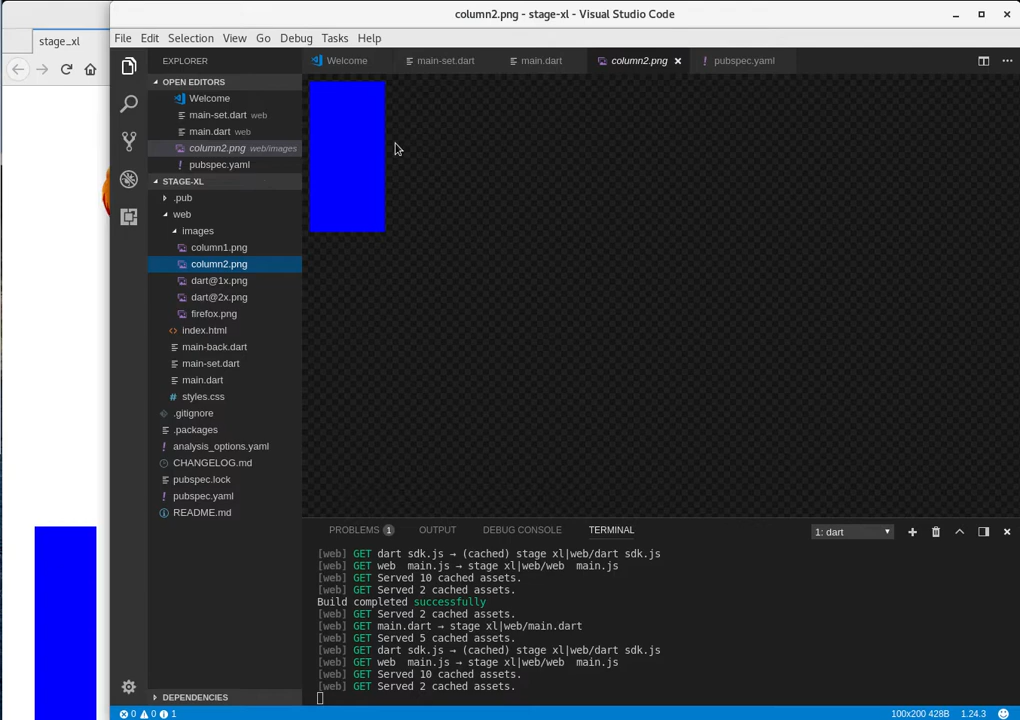 column2.png - stage-xl - Visual Studio Code
stage_xl
File Edit Selection View Go Debug Tasks Help
EXPLORER
OPEN EDITORS
Welcome
main-set.dart web
main.dart web
column2.png web/images
pubspec.yaml
STAGE-XL
.pub
web
images
column1.png
column2.png
dart@1x.png
dart@2x.png
firefox.png
index.html
main-back.dart
main-set.dart
main.dart
styles.css
.gitignore
.packages
analysis_options.yaml
CHANGELOG.md
pubspec.lock
pubspec.yaml
README.md
DEPENDENCIES
Welcome main-set.dart main.dart column2.png pubspec.yaml
PROBLEMS 1 OUTPUT DEBUG CONSOLE TERMINAL 1: dart
[web] GET dart sdk.js → (cached) stage xl|web/dart sdk.js
[web] GET web main.js → stage xl|web/web main.js
[web] GET Served 10 cached assets.
[web] GET Served 2 cached assets.
Build completed successfully
[web] GET Served 2 cached assets.
[web] GET main.dart → stage xl|web/main.dart
[web] GET Served 5 cached assets.
[web] GET dart sdk.js → (cached) stage xl|web/dart sdk.js
[web] GET web main.js → stage xl|web/web main.js
[web] GET Served 10 cached assets.
[web] GET Served 2 cached assets.
0 0 1 100x200 428B 1.24.3